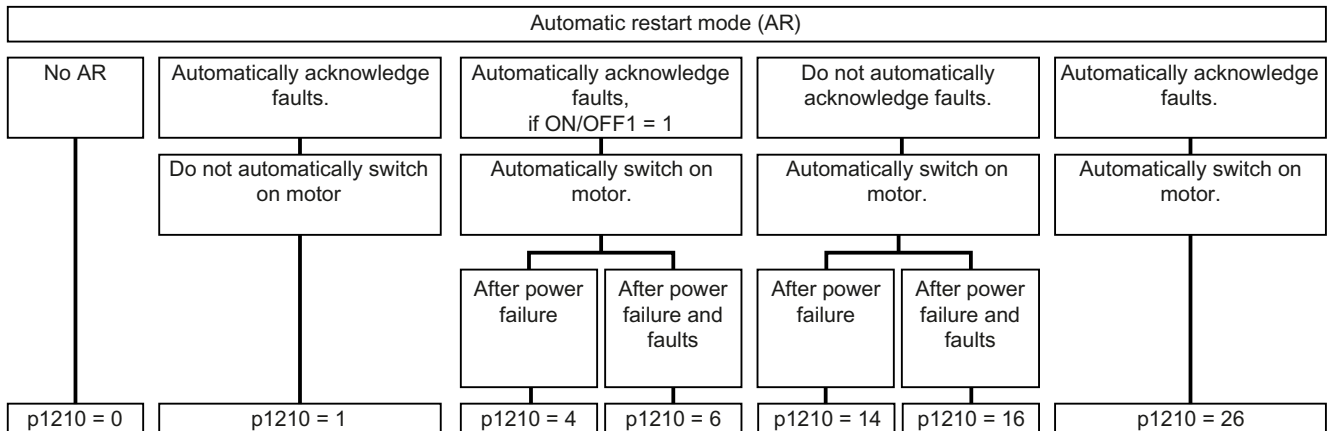 Automatic restart mode (AR)
No AR
Automatically acknowledge
faults.
Automatically acknowledge
faults,
if ON/OFF1 = 1
Do not automatically
acknowledge faults.
Automatically acknowledge
faults.
Do not automatically switch
on motor
Automatically switch on
motor.
Automatically switch on
motor.
Automatically switch on
motor.
After power
failure
After power
failure and
faults
After power
failure
After power
failure and
faults
p1210 = 0
p1210 = 1
p1210 = 4
p1210 = 6
p1210 = 14
p1210 = 16
p1210 = 26